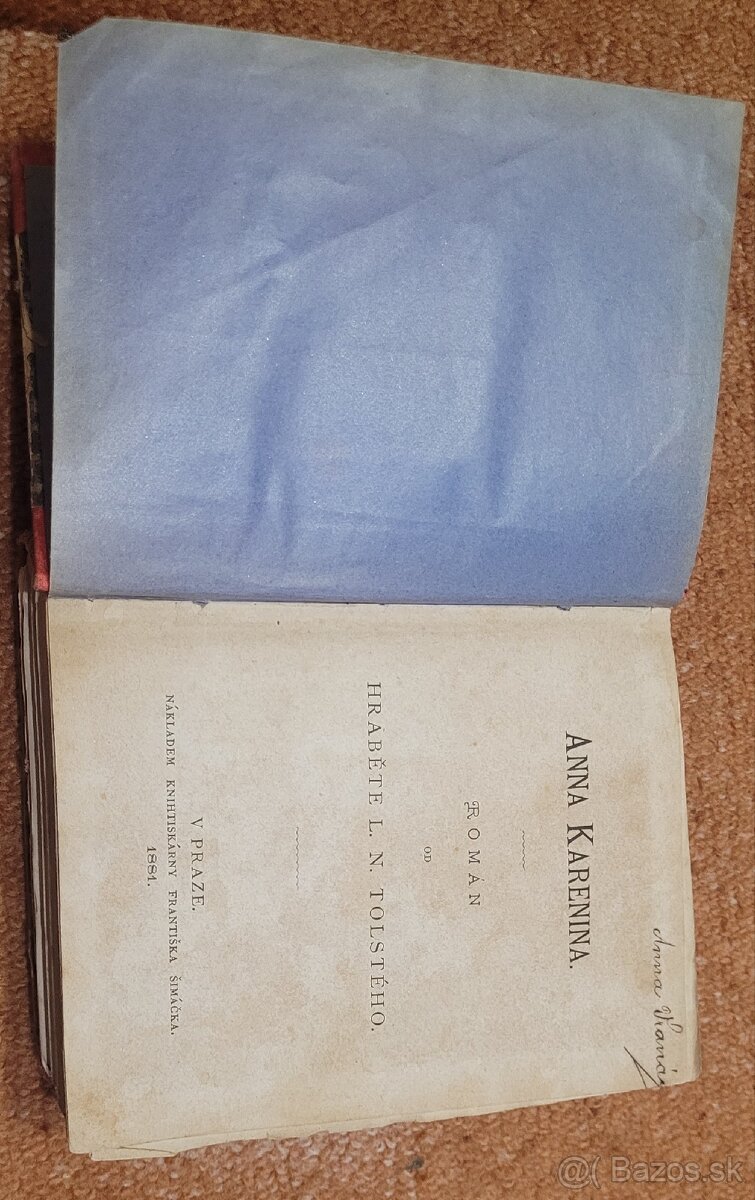 Anna
ANNA KARENINA.
ROMÁN
OD
HRABĚTE L. N. TOLSTÉHO.
V PRAZE.
NÁKLADEM KNIHTISKÁRNY FRANTIŠKA ŠIMÁČKA.
1881.
@( Bazos.sk